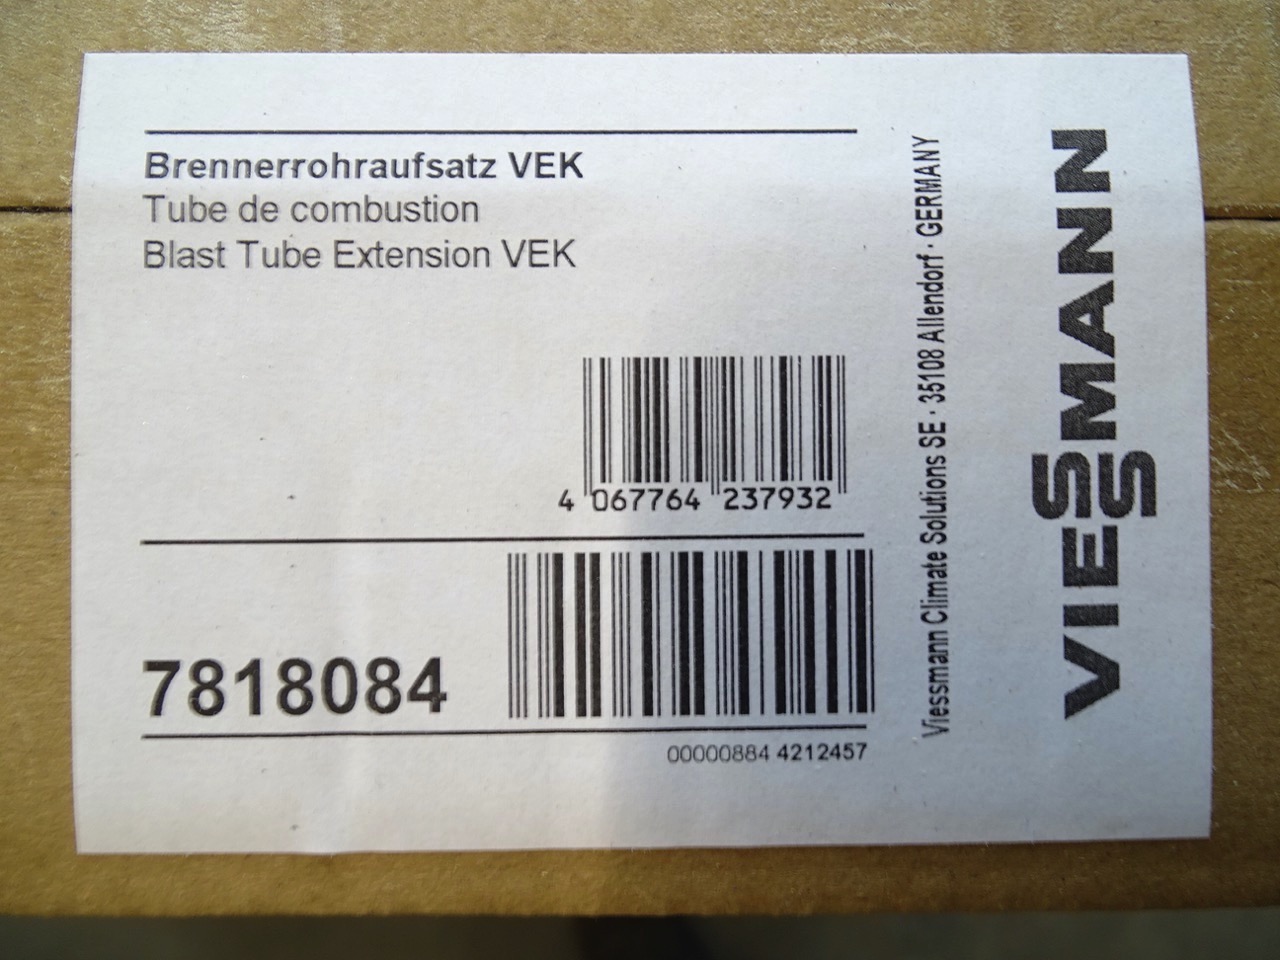 Brennerrohraufsatz VEK
Tube de combustion
Blast Tube Extension VEK
4 067764 237932
7818084
00000884 4212457
Viessmann Climate Solutions SE · 35108 Allendorf · GERMANY
VIESSMANN